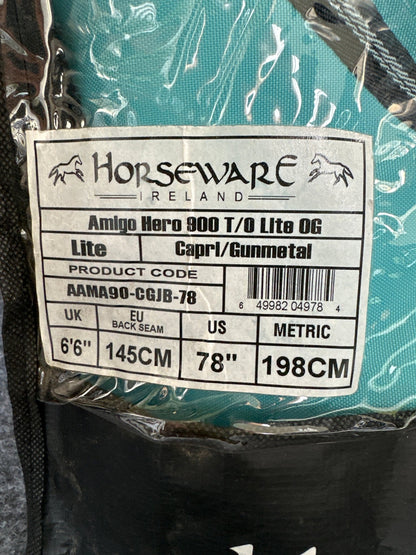 HORSEWARE
IRELAND
Amigo Hero 900 T/O Lite OG
Lite Capri/Gunmetal
PRODUCT CODE
AAMA90-CGJB-78
6 49982 04978 4
UK EU BACK SEAM US METRIC
6'6" 145CM 78" 198CM